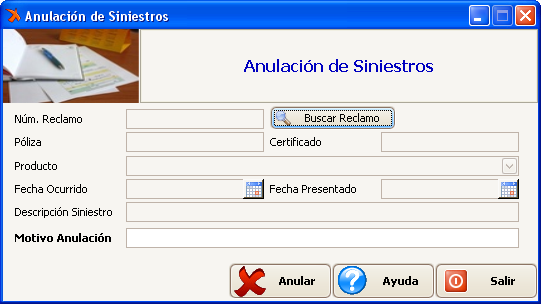 Anulación de Siniestros
Anulación de Siniestros
Núm. Reclamo Buscar Reclamo
Póliza Certificado
Producto
Fecha Ocurrido Fecha Presentado
Descripción Siniestro
Motivo Anulación
Anular Ayuda Salir